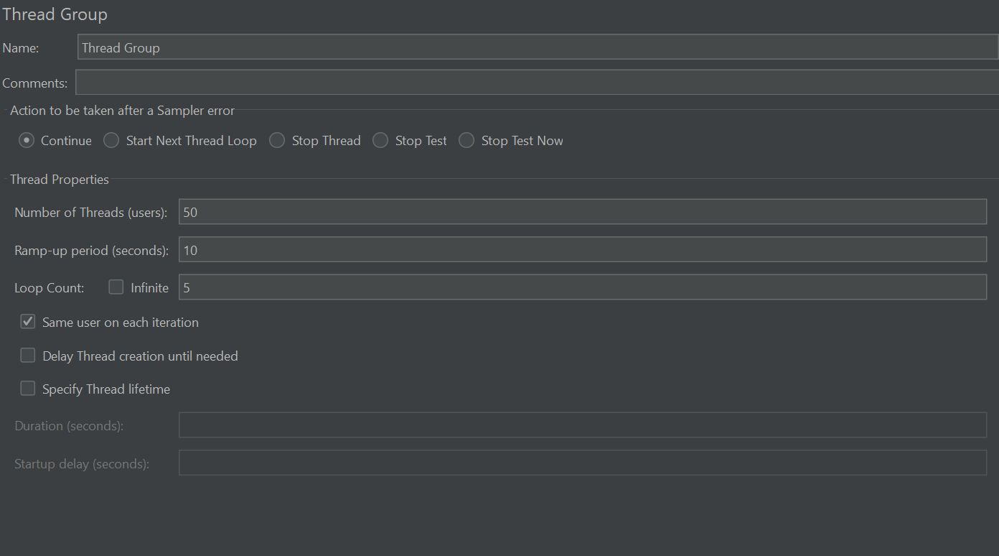 Thread Group
Name: Thread Group
Comments:
Action to be taken after a Sampler error
Continue Start Next Thread Loop Stop Thread Stop Test Stop Test Now
Thread Properties
Number of Threads (users): 50
Ramp-up period (seconds): 10
Loop Count: Infinite 5
Same user on each iteration
Delay Thread creation until needed
Specify Thread lifetime
Duration (seconds):
Startup delay (seconds):